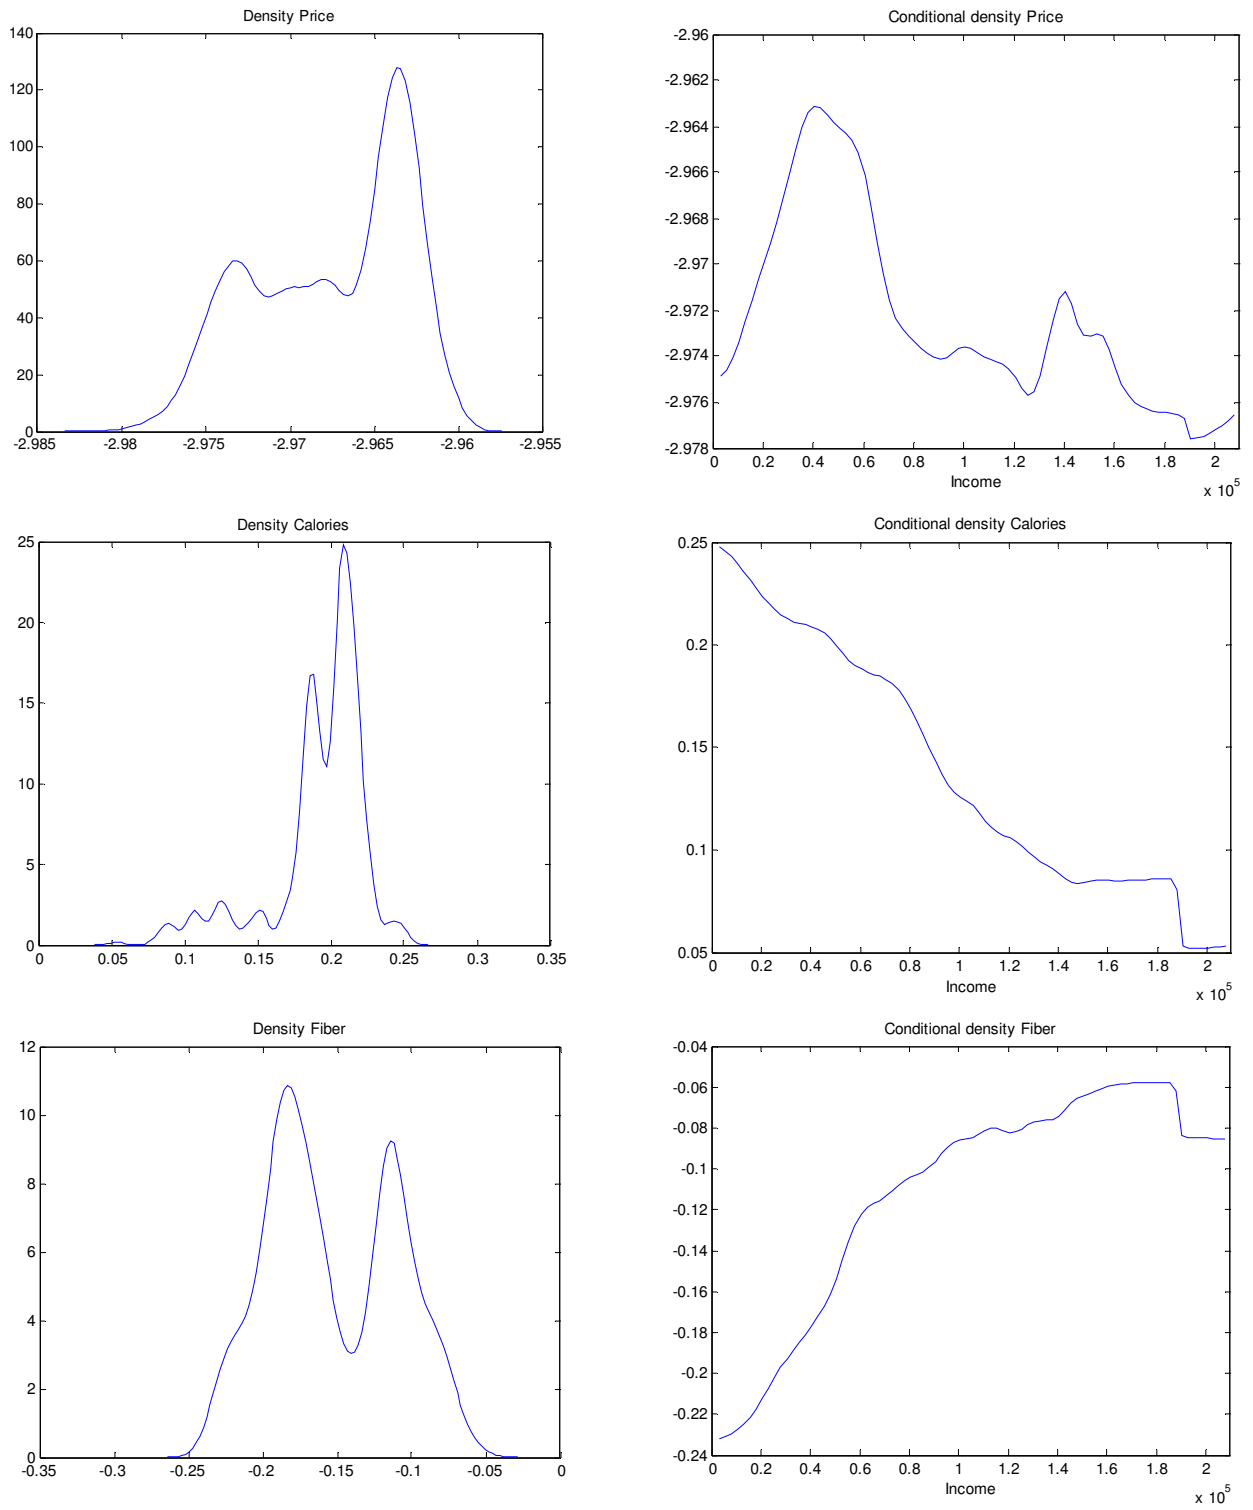 Density Price
140
120
100
80
60
40
20
0
-2.985 -2.98 -2.975 -2.97 -2.965 -2.96 -2.955
Conditional density Price
-2.96
-2.962
-2.964
-2.966
-2.968
-2.97
-2.972
-2.974
-2.976
-2.978
0 0.2 0.4 0.6 0.8 1 1.2 1.4 1.6 1.8 2
Income
x 10^5
Density Calories
25
20
15
10
5
0
0 0.05 0.1 0.15 0.2 0.25 0.3 0.35
Conditional density Calories
0.25
0.2
0.15
0.1
0.05
0 0.2 0.4 0.6 0.8 1 1.2 1.4 1.6 1.8 2
Income
x 10^5
Density Fiber
12
10
8
6
4
2
0
-0.35 -0.3 -0.25 -0.2 -0.15 -0.1 -0.05 0
Conditional density Fiber
-0.04
-0.06
-0.08
-0.1
-0.12
-0.14
-0.16
-0.18
-0.2
-0.22
-0.24
0 0.2 0.4 0.6 0.8 1 1.2 1.4 1.6 1.8 2
Income
x 10^5